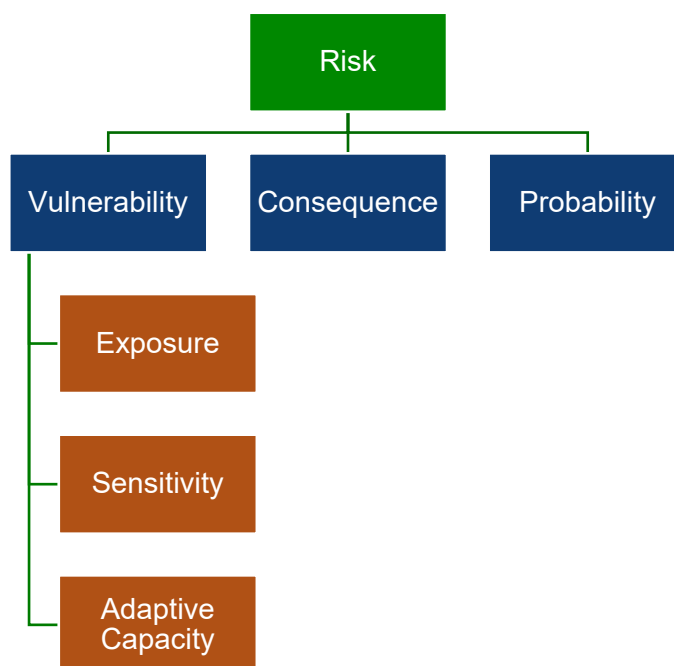 Risk
Vulnerability
Consequence
Probability
Exposure
Sensitivity
Adaptive
Capacity